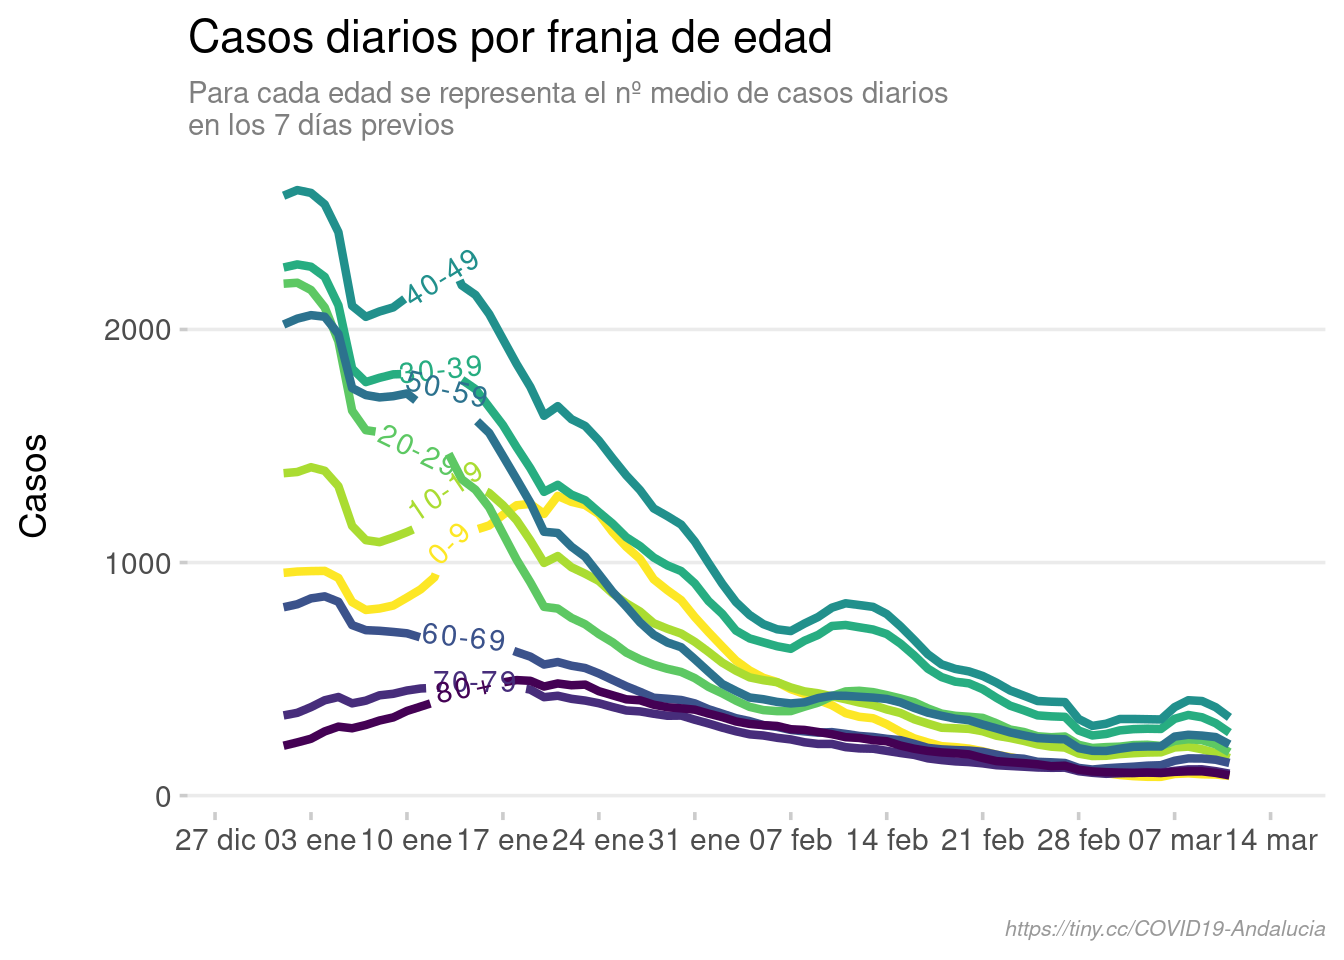 Casos diarios por franja de edad
Para cada edad se representa el nº medio de casos diarios
en los 7 días previos
Casos
2000
1000
0
40-49
30-39
50-59
20-29
10-19
0-9
60-69
70-79
80+
27 dic 03 ene 10 ene 17 ene 24 ene 31 ene 07 feb 14 feb 21 feb 28 feb 07 mar 14 mar
https://tiny.cc/COVID19-Andalucia